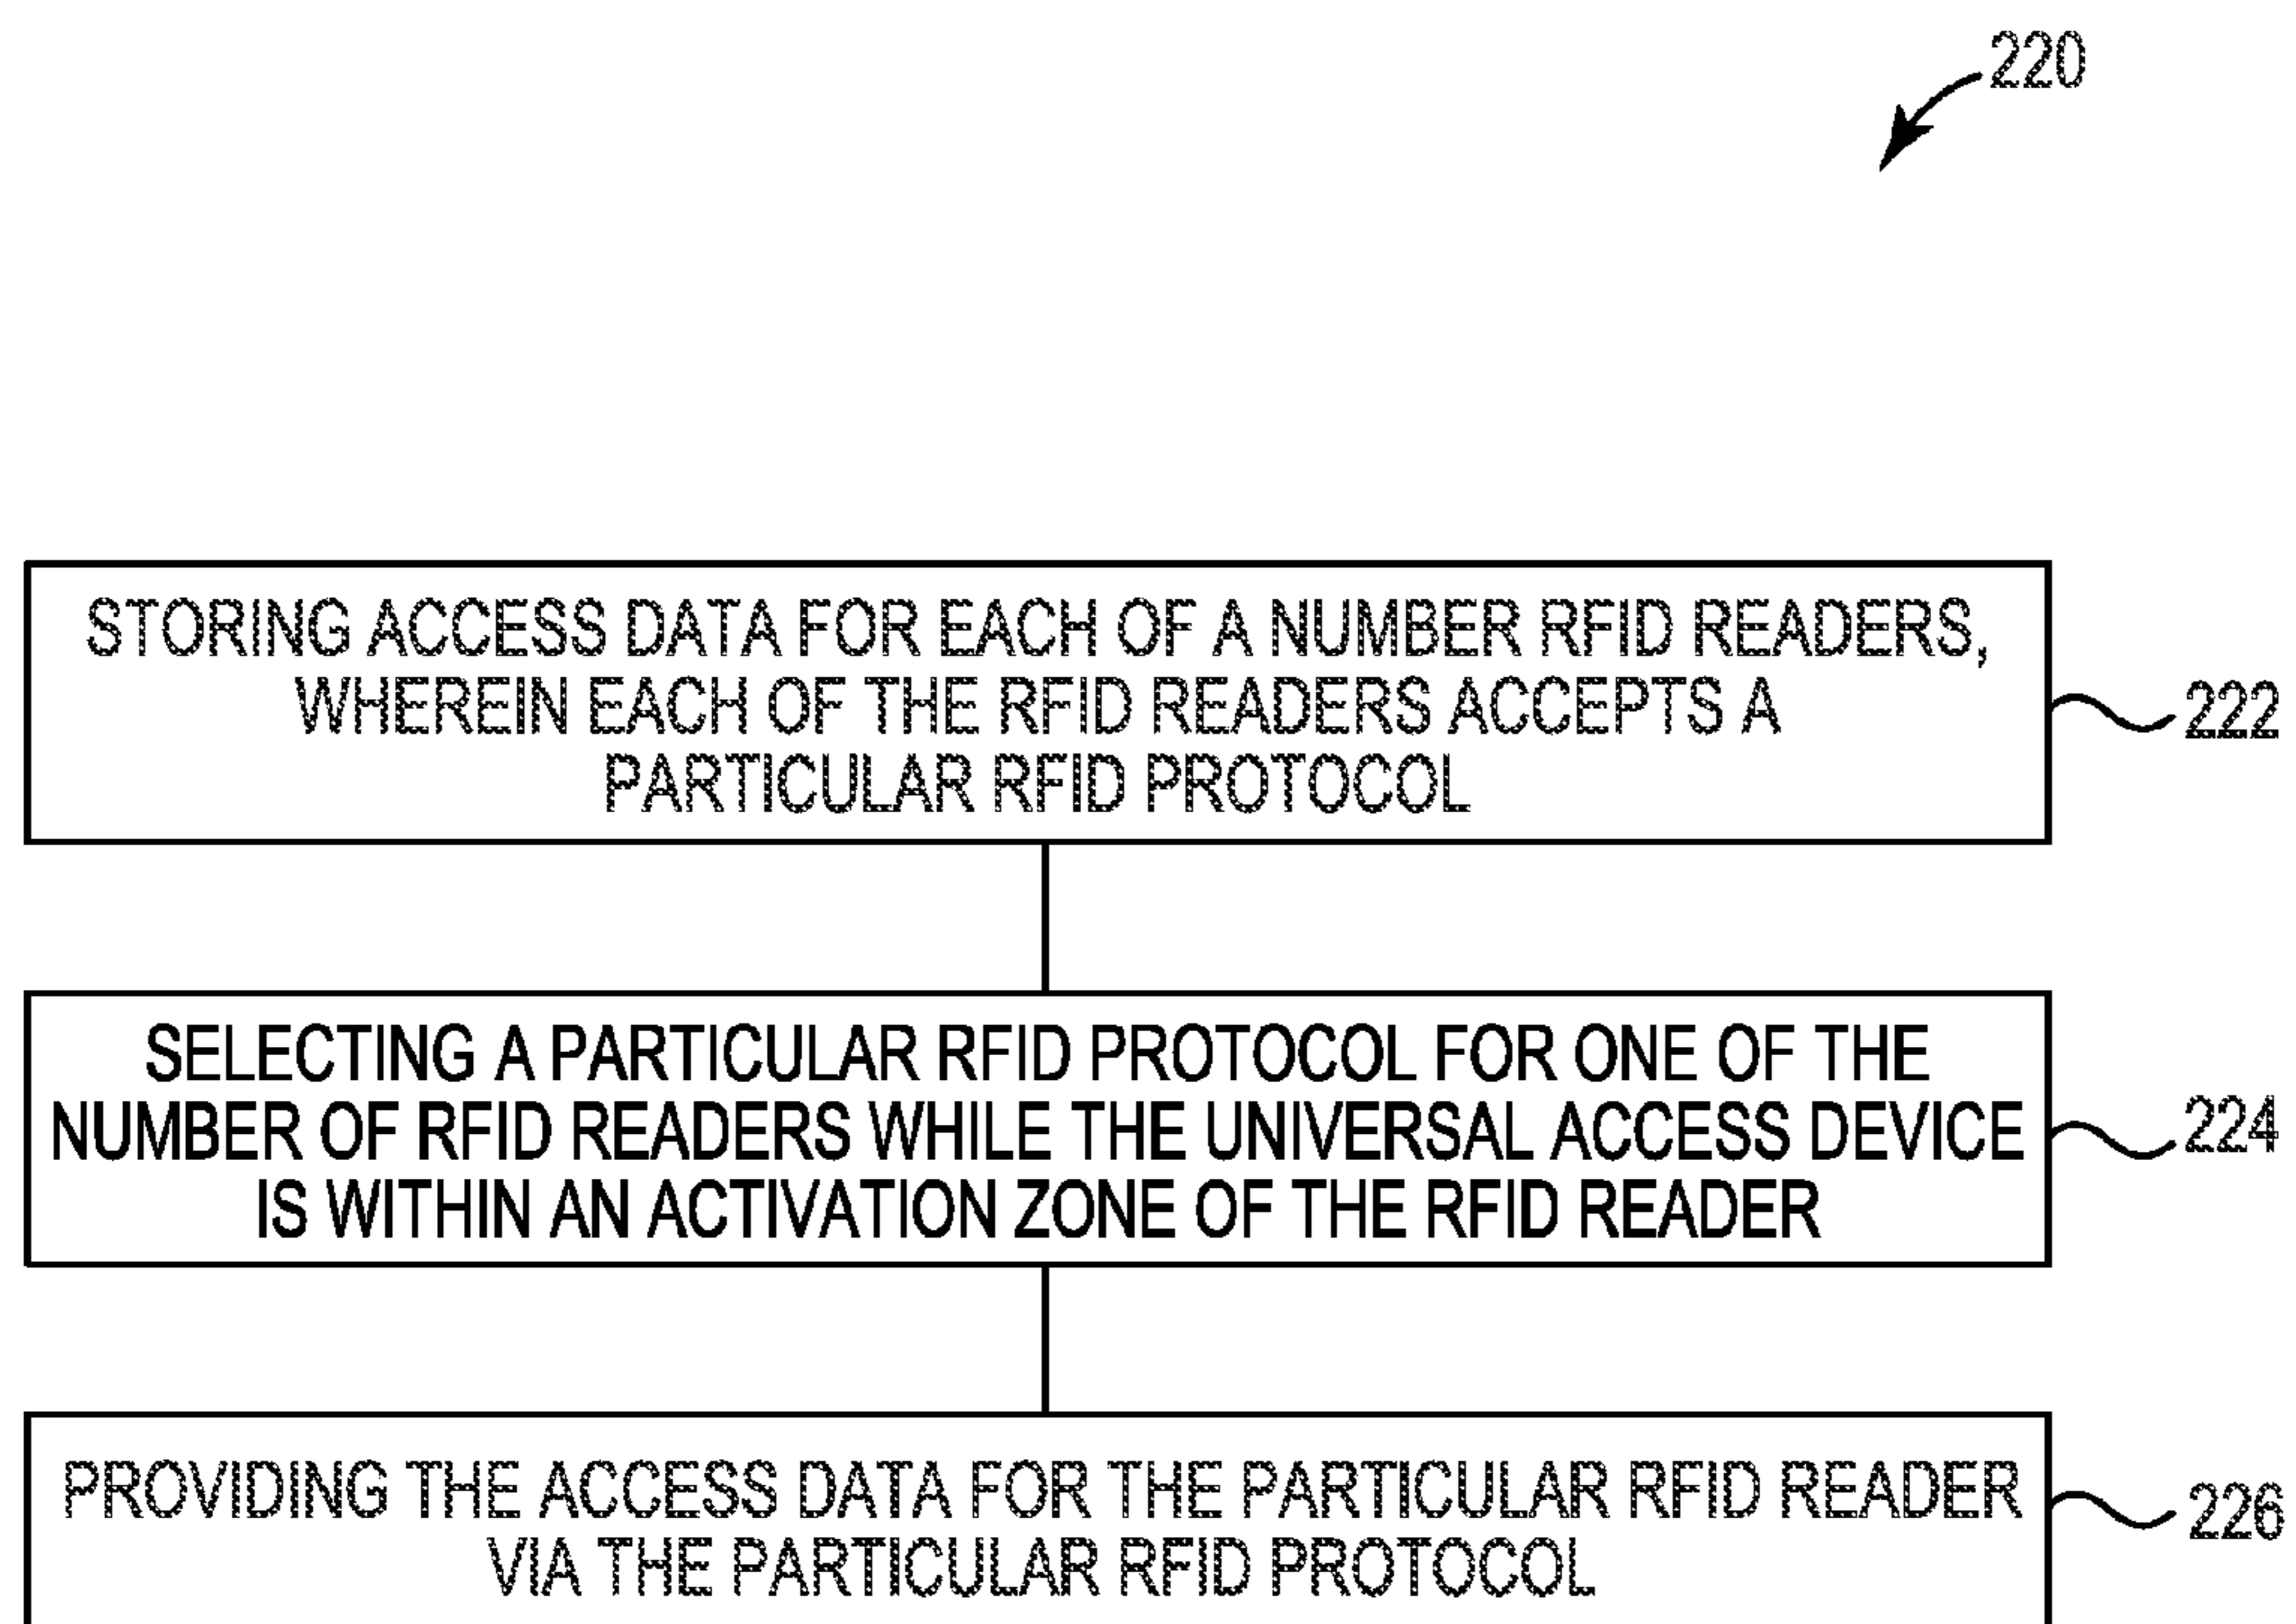 220
STORING ACCESS DATA FOR EACH OF A NUMBER RFID READERS,
WHEREIN EACH OF THE RFID READERS ACCEPTS A
PARTICULAR RFID PROTOCOL
222
SELECTING A PARTICULAR RFID PROTOCOL FOR ONE OF THE
NUMBER OF RFID READERS WHILE THE UNIVERSAL ACCESS DEVICE
IS WITHIN AN ACTIVATION ZONE OF THE RFID READER
224
PROVIDING THE ACCESS DATA FOR THE PARTICULAR RFID READER
VIA THE PARTICULAR RFID PROTOCOL
226